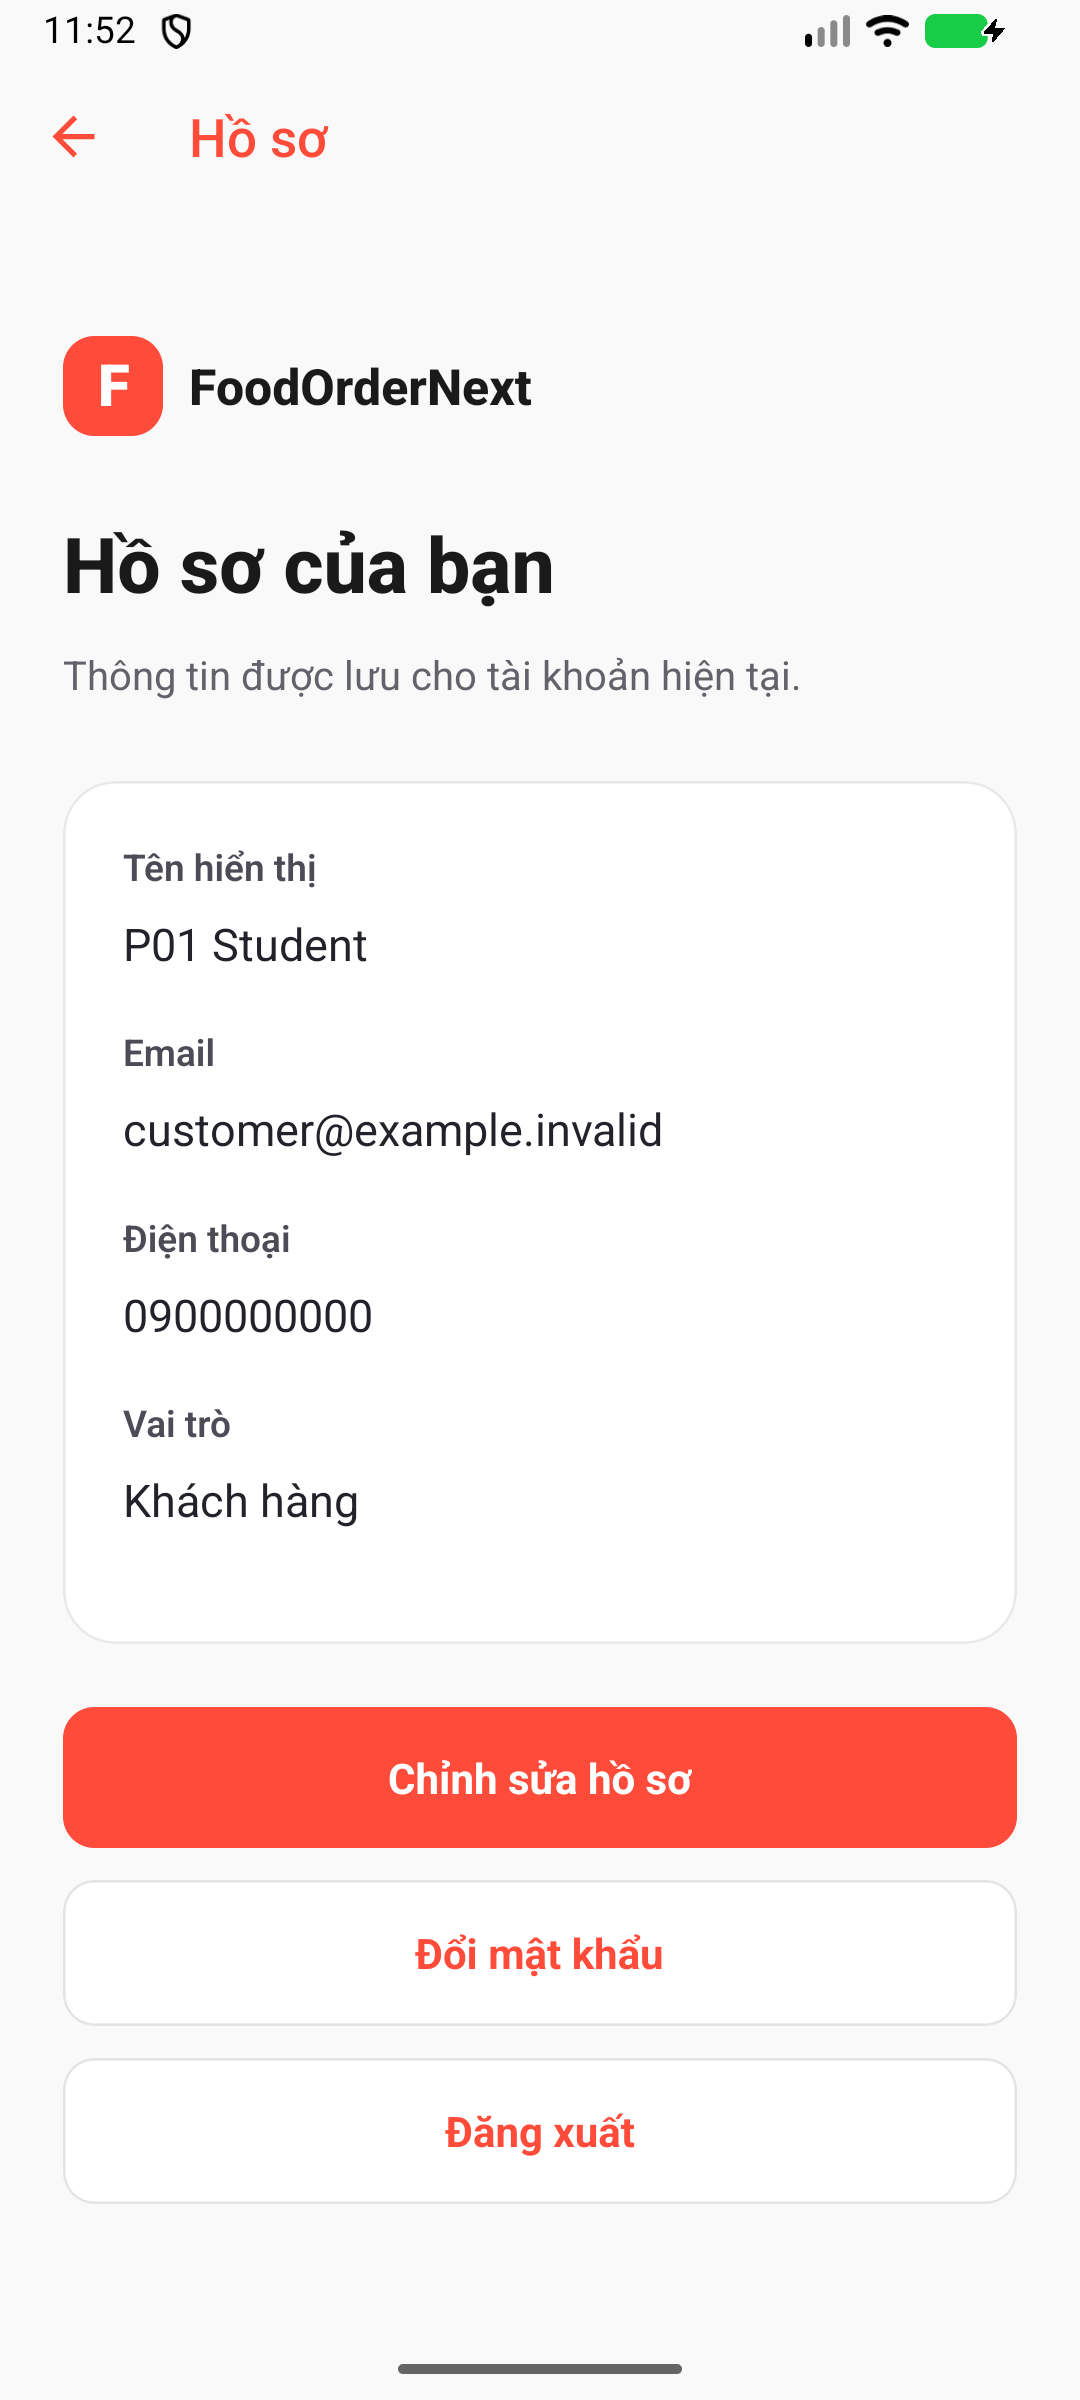 11:52
Hồ sơ
F FoodOrderNext
Hồ sơ của bạn
Thông tin được lưu cho tài khoản hiện tại.
Tên hiển thị
P01 Student
Email
customer@example.invalid
Điện thoại
0900000000
Vai trò
Khách hàng
Chỉnh sửa hồ sơ
Đổi mật khẩu
Đăng xuất